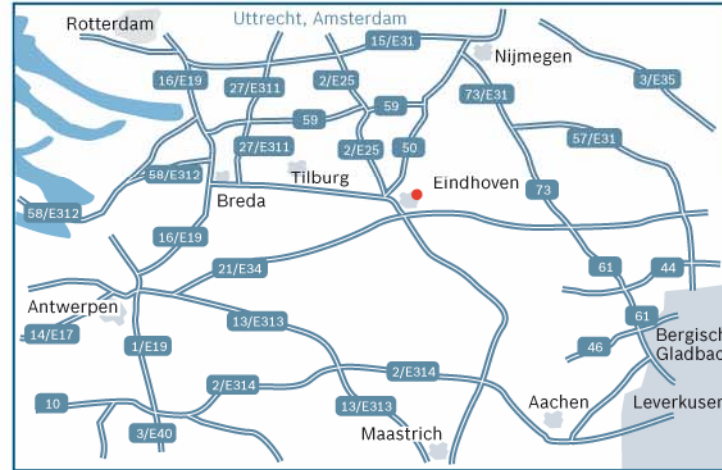 Rotterdam
Uttrecht, Amsterdam
15/E31
Nijmegen
16/E19
27/E311
2/E25
3/E35
73/E31
59
59
57/E31
27/E311
2/E25
50
58/E312
Tilburg
Eindhoven
73
Breda
58/E312
16/E19
21/E34
61
44
Antwerpen
13/E313
61
14/E17
1/E19
46
Bergisch
Gladbac
2/E314
2/E314
10
13/E313
Aachen
Leverkusen
3/E40
Maastrich